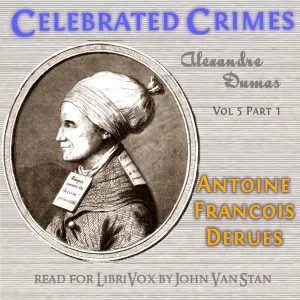 CELEBRATED CRIMES
Alexandre
Dumas
VOL 5 PART 1
ANTOINE
FRANCOIS
DERUES
READ FOR LIBRIVOX BY JOHN VAN STAN